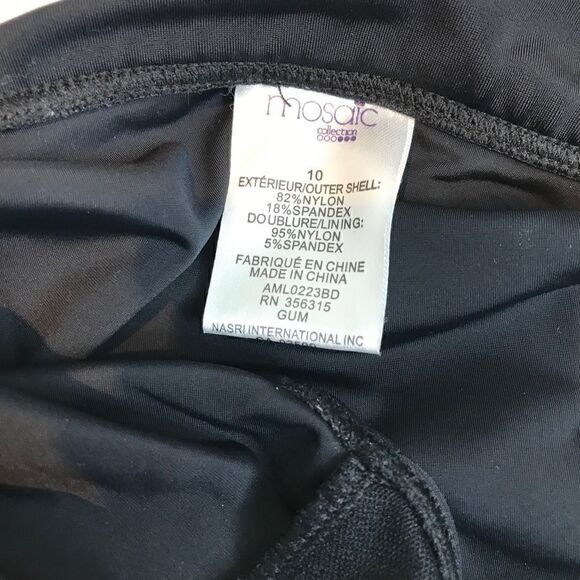 mosaic
collection
10
EXTÉRIEUR/OUTER SHELL:
82%NYLON
18%SPANDEX
DOUBLURE/LINING:
95%NYLON
5%SPANDEX
FABRIQUÉ EN CHINE
MADE IN CHINA
AML0223BD
RN 356315
GUM
NASRI INTERNATIONAL INC